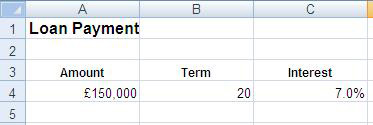 A B C
1 Loan Payment
2
3 Amount Term Interest
4 £150,000 20 7.0%
5